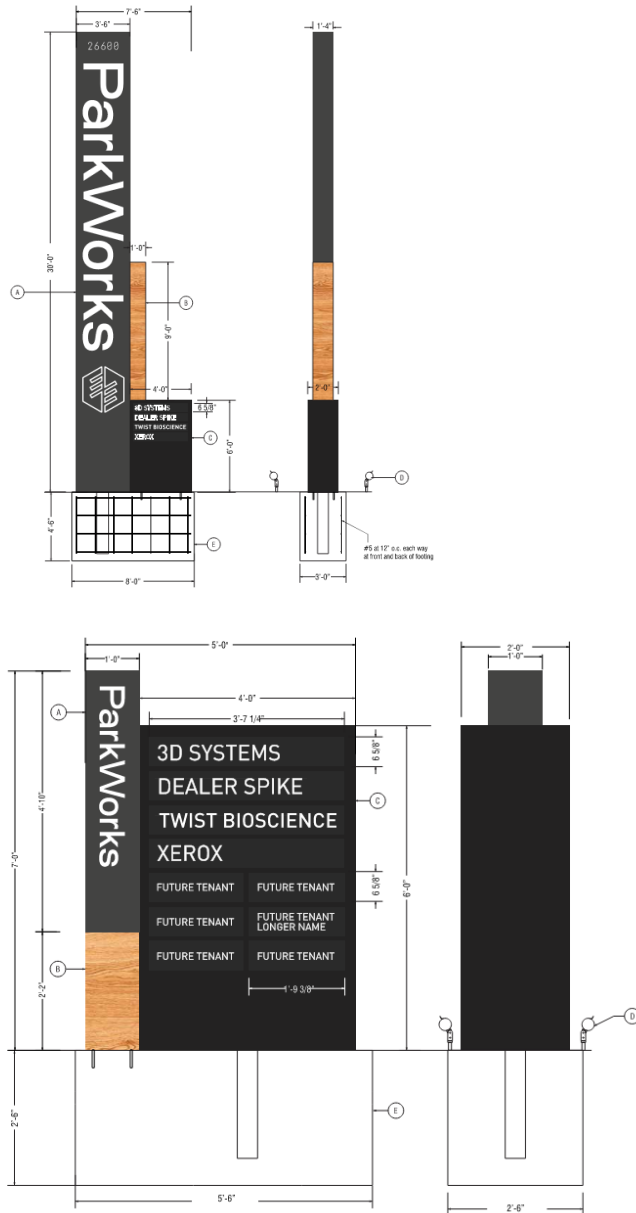 7'-6"
3'-6"
1'-4"
26600
ParkWorks
30'-0"
1'-0"
A
B
9'-0"
4'-0"
2'-0"
3D SYSTEMS
DEALER SPIKE
TWIST BIOSCIENCE
XEROX
6 5/8"
C
6'-0"
D
4'-6"
E
#5 at 12" o.c. each way
at front and back of footing
8'-0"
3'-0"
5'-0"
2'-0"
1'-0"
1'-0"
4'-0"
A
ParkWorks
3'-7 1/4"
3D SYSTEMS
6 5/8"
DEALER SPIKE
C
TWIST BIOSCIENCE
XEROX
4'-10"
7'-0"
FUTURE TENANT FUTURE TENANT
6 5/8"
6'-0"
FUTURE TENANT FUTURE TENANT
LONGER NAME
FUTURE TENANT FUTURE TENANT
B
2'-2"
1'-9 3/8"
D
2'-6"
E
5'-6"
2'-6"